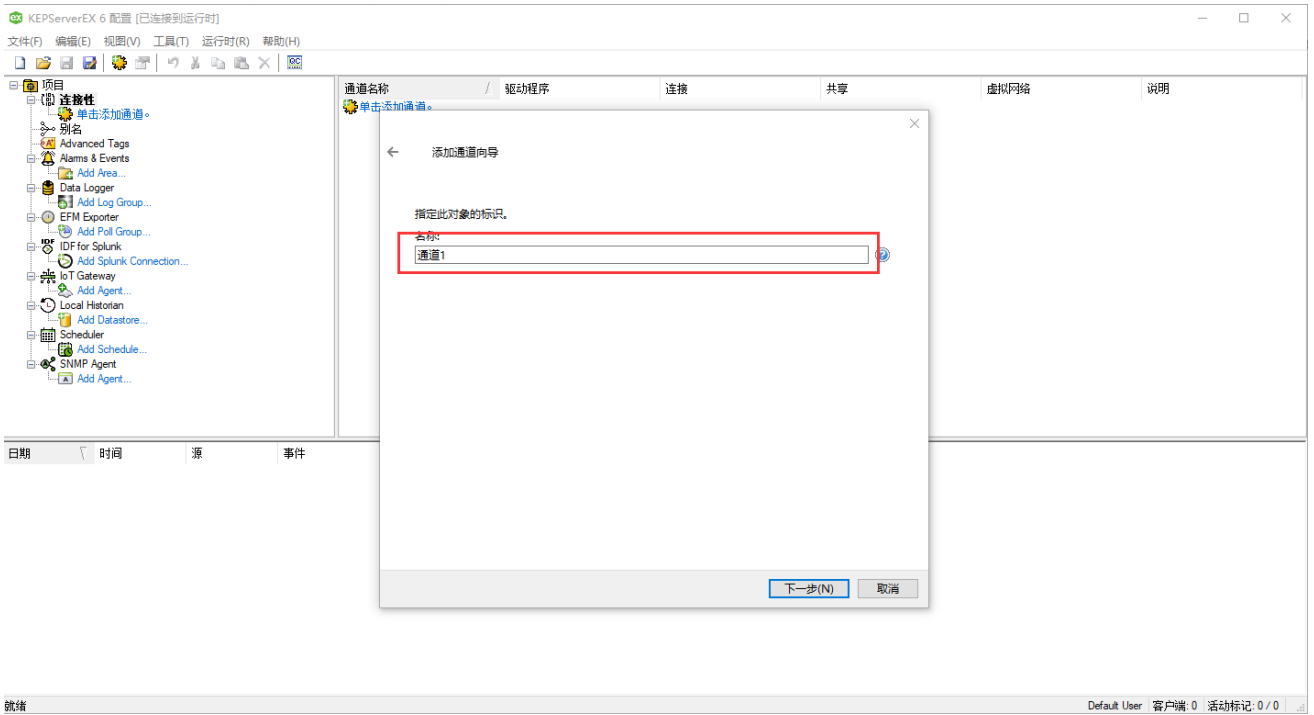 KEPServerEX 6 配置 [已连接到运行时]
文件(F) 编辑(E) 视图(V) 工具(T) 运行时(R) 帮助(H)
项目
连接性
单击添加通道。
别名
Advanced Tags
Alarms & Events
Add Area...
Data Logger
Add Log Group...
EFM Exporter
Add Poll Group...
IDF for Splunk
Add Splunk Connection...
IoT Gateway
Add Agent...
Local Historian
Add Datastore...
Scheduler
Add Schedule...
SNMP Agent
Add Agent...
通道名称 驱动程序 连接 共享 虚拟网络 说明
单击添加通道。
添加通道向导
指定此对象的标识。
名称:
通道1
下一步(N) 取消
日期 时间 源 事件
就绪 Default User 客户端: 0 活动标记: 0 / 0